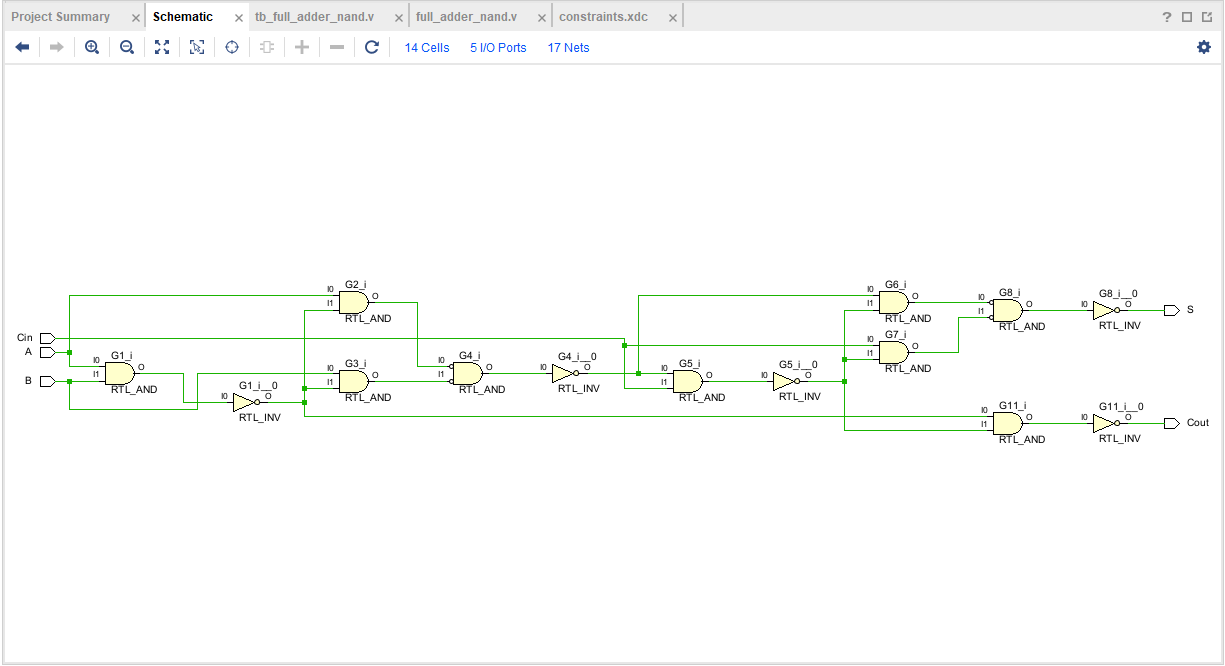 Project Summary × Schematic × tb_full_adder_nand.v × full_adder_nand.v × constraints.xdc × ?
14 Cells 5 I/O Ports 17 Nets
G2_i
I0 I1 O
RTL_AND
G6_i
I0 I1 O
RTL_AND
G8_i
I0 I1 O
RTL_AND
G8_i__0
I0 O
RTL_INV
S
Cin
A
B
G1_i
I0 I1 O
RTL_AND
G1_i__0
I0 O
RTL_INV
G3_i
I0 I1 O
RTL_AND
G4_i
I0 I1 O
RTL_AND
G4_i__0
I0 O
RTL_INV
G5_i
I0 I1 O
RTL_AND
G5_i__0
I0 O
RTL_INV
G7_i
I0 I1 O
RTL_AND
G11_i
I0 I1 O
RTL_AND
G11_i__0
I0 O
RTL_INV
Cout